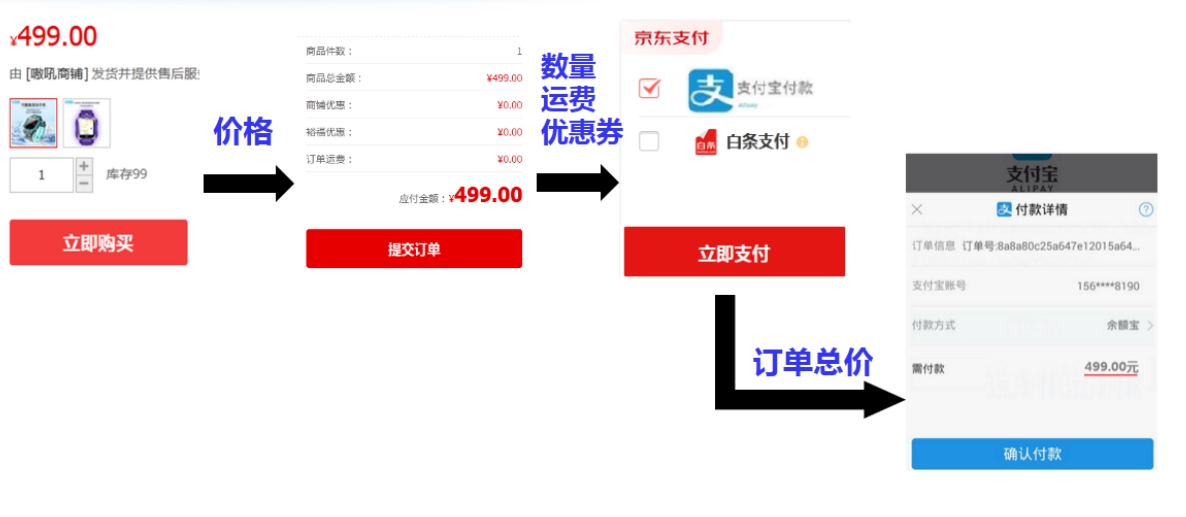 ¥499.00
由 [嗷吼商铺] 发货并提供售后服
1
+
−
库存99
立即购买
价格
商品件数： 1
商品总金额： ¥499.00
商铺优惠： ¥0.00
裕福优惠： ¥0.00
订单运费： ¥0.00
应付金额：¥499.00
提交订单
数量
运费
优惠券
京东支付
支 支付宝付款
白条 白条支付
立即支付
订单总价
支付宝
ALIPAY
× 支 付款详情 ?
订单信息 订单号:8a8a80c25a647e12015a64...
支付宝账号 156****8190
付款方式 余额宝 >
需付款 499.00元
确认付款